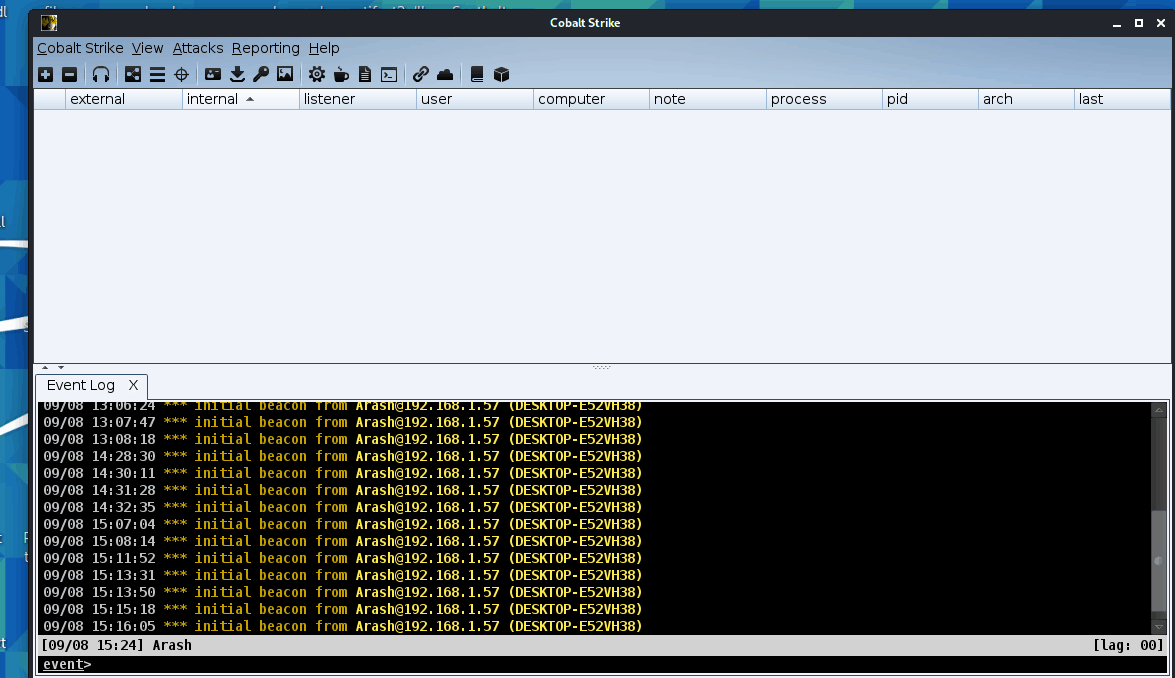 Cobalt Strike
Cobalt Strike View Attacks Reporting Help
external internal listener user computer note process pid arch last
Event Log X
09/08 13:06:24 *** initial beacon from Arash@192.168.1.57 (DESKTOP-E52VH38)
09/08 13:07:47 *** initial beacon from Arash@192.168.1.57 (DESKTOP-E52VH38)
09/08 13:08:18 *** initial beacon from Arash@192.168.1.57 (DESKTOP-E52VH38)
09/08 14:28:30 *** initial beacon from Arash@192.168.1.57 (DESKTOP-E52VH38)
09/08 14:30:11 *** initial beacon from Arash@192.168.1.57 (DESKTOP-E52VH38)
09/08 14:31:28 *** initial beacon from Arash@192.168.1.57 (DESKTOP-E52VH38)
09/08 14:32:35 *** initial beacon from Arash@192.168.1.57 (DESKTOP-E52VH38)
09/08 15:07:04 *** initial beacon from Arash@192.168.1.57 (DESKTOP-E52VH38)
09/08 15:08:14 *** initial beacon from Arash@192.168.1.57 (DESKTOP-E52VH38)
09/08 15:11:52 *** initial beacon from Arash@192.168.1.57 (DESKTOP-E52VH38)
09/08 15:13:31 *** initial beacon from Arash@192.168.1.57 (DESKTOP-E52VH38)
09/08 15:13:50 *** initial beacon from Arash@192.168.1.57 (DESKTOP-E52VH38)
09/08 15:15:18 *** initial beacon from Arash@192.168.1.57 (DESKTOP-E52VH38)
09/08 15:16:05 *** initial beacon from Arash@192.168.1.57 (DESKTOP-E52VH38)
[09/08 15:24] Arash [lag: 00]
event>